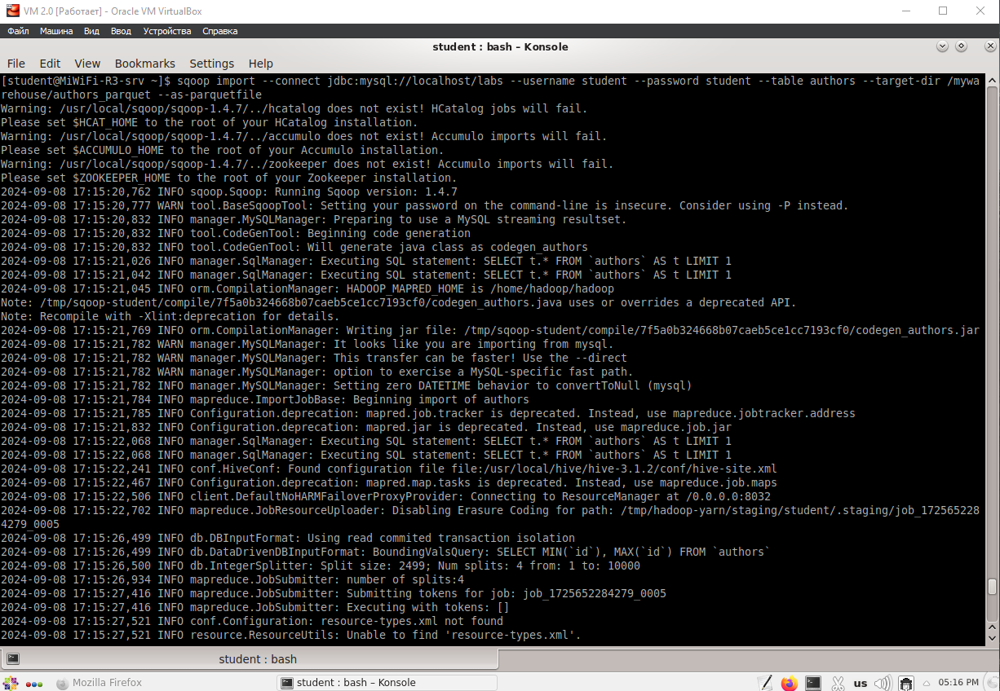 VM 2.0 [Работает] - Oracle VM VirtualBox
Файл Машина Вид Ввод Устройства Справка
student : bash – Konsole
File Edit View Bookmarks Settings Help
[student@MiWiFi-R3-srv ~]$ sqoop import --connect jdbc:mysql://localhost/labs --username student --password student --table authors --target-dir /mywa
rehouse/authors_parquet --as-parquetfile
Warning: /usr/local/sqoop/sqoop-1.4.7/../hcatalog does not exist! HCatalog jobs will fail.
Please set $HCAT_HOME to the root of your HCatalog installation.
Warning: /usr/local/sqoop/sqoop-1.4.7/../accumulo does not exist! Accumulo imports will fail.
Please set $ACCUMULO_HOME to the root of your Accumulo installation.
Warning: /usr/local/sqoop/sqoop-1.4.7/../zookeeper does not exist! Accumulo imports will fail.
Please set $ZOOKEEPER_HOME to the root of your Zookeeper installation.
2024-09-08 17:15:20,762 INFO sqoop.Sqoop: Running Sqoop version: 1.4.7
2024-09-08 17:15:20,777 WARN tool.BaseSqoopTool: Setting your password on the command-line is insecure. Consider using -P instead.
2024-09-08 17:15:20,832 INFO manager.MySQLManager: Preparing to use a MySQL streaming resultset.
2024-09-08 17:15:20,832 INFO tool.CodeGenTool: Beginning code generation
2024-09-08 17:15:20,832 INFO tool.CodeGenTool: Will generate java class as codegen_authors
2024-09-08 17:15:21,026 INFO manager.SqlManager: Executing SQL statement: SELECT t.* FROM `authors` AS t LIMIT 1
2024-09-08 17:15:21,042 INFO manager.SqlManager: Executing SQL statement: SELECT t.* FROM `authors` AS t LIMIT 1
2024-09-08 17:15:21,045 INFO orm.CompilationManager: HADOOP_MAPRED_HOME is /home/hadoop/hadoop
Note: /tmp/sqoop-student/compile/7f5a0b324668b07caeb5ce1cc7193cf0/codegen_authors.java uses or overrides a deprecated API.
Note: Recompile with -Xlint:deprecation for details.
2024-09-08 17:15:21,769 INFO orm.CompilationManager: Writing jar file: /tmp/sqoop-student/compile/7f5a0b324668b07caeb5ce1cc7193cf0/codegen_authors.jar
2024-09-08 17:15:21,782 WARN manager.MySQLManager: It looks like you are importing from mysql.
2024-09-08 17:15:21,782 WARN manager.MySQLManager: This transfer can be faster! Use the --direct
2024-09-08 17:15:21,782 WARN manager.MySQLManager: option to exercise a MySQL-specific fast path.
2024-09-08 17:15:21,782 INFO manager.MySQLManager: Setting zero DATETIME behavior to convertToNull (mysql)
2024-09-08 17:15:21,784 INFO mapreduce.ImportJobBase: Beginning import of authors
2024-09-08 17:15:21,785 INFO Configuration.deprecation: mapred.job.tracker is deprecated. Instead, use mapreduce.jobtracker.address
2024-09-08 17:15:21,832 INFO Configuration.deprecation: mapred.jar is deprecated. Instead, use mapreduce.job.jar
2024-09-08 17:15:22,068 INFO manager.SqlManager: Executing SQL statement: SELECT t.* FROM `authors` AS t LIMIT 1
2024-09-08 17:15:22,068 INFO manager.SqlManager: Executing SQL statement: SELECT t.* FROM `authors` AS t LIMIT 1
2024-09-08 17:15:22,241 INFO conf.HiveConf: Found configuration file file:/usr/local/hive/hive-3.1.2/conf/hive-site.xml
2024-09-08 17:15:22,467 INFO Configuration.deprecation: mapred.map.tasks is deprecated. Instead, use mapreduce.job.maps
2024-09-08 17:15:22,506 INFO client.DefaultNoHARMFailoverProxyProvider: Connecting to ResourceManager at /0.0.0.0:8032
2024-09-08 17:15:22,702 INFO mapreduce.JobResourceUploader: Disabling Erasure Coding for path: /tmp/hadoop-yarn/staging/student/.staging/job_172565228
4279_0005
2024-09-08 17:15:26,499 INFO db.DBInputFormat: Using read commited transaction isolation
2024-09-08 17:15:26,499 INFO db.DataDrivenDBInputFormat: BoundingValsQuery: SELECT MIN(`id`), MAX(`id`) FROM `authors`
2024-09-08 17:15:26,500 INFO db.IntegerSplitter: Split size: 2499; Num splits: 4 from: 1 to: 10000
2024-09-08 17:15:26,934 INFO mapreduce.JobSubmitter: number of splits:4
2024-09-08 17:15:27,416 INFO mapreduce.JobSubmitter: Submitting tokens for job: job_1725652284279_0005
2024-09-08 17:15:27,416 INFO mapreduce.JobSubmitter: Executing with tokens: []
2024-09-08 17:15:27,521 INFO conf.Configuration: resource-types.xml not found
2024-09-08 17:15:27,521 INFO resource.ResourceUtils: Unable to find 'resource-types.xml'.
student : bash
Mozilla Firefox student : bash – Konsole us 05:16 PM